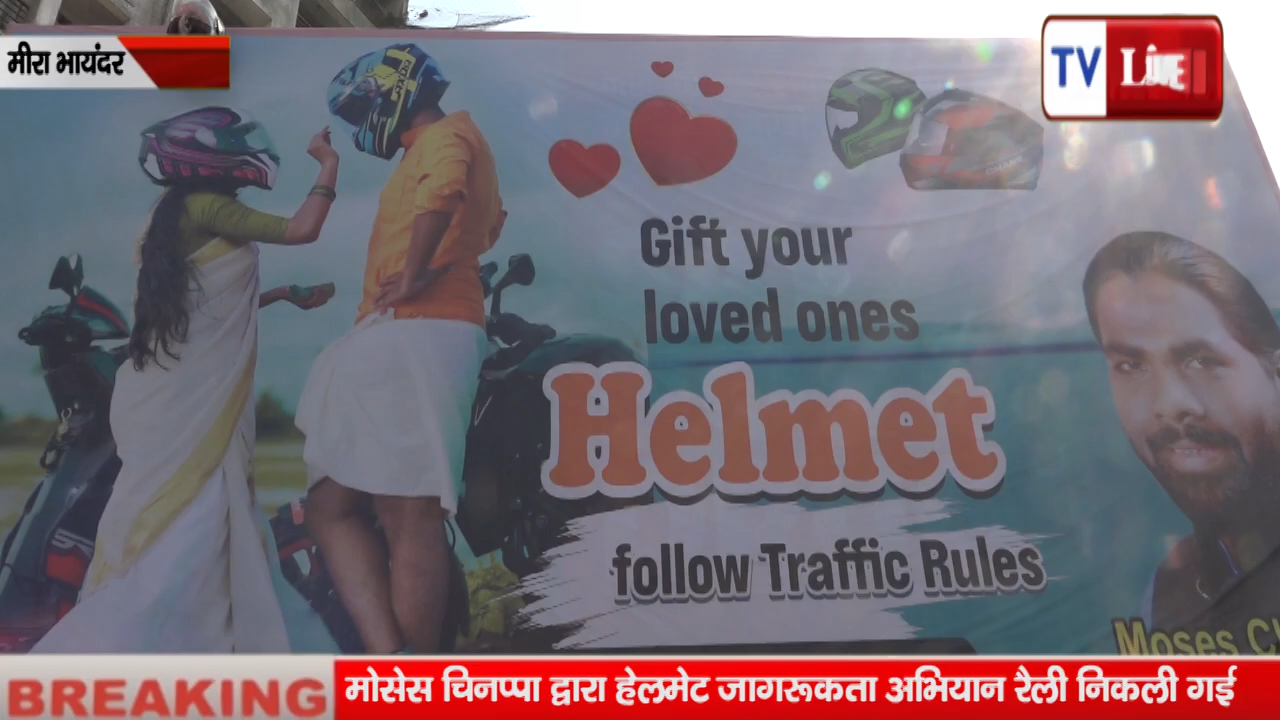 मीरा भायंदर
TV LIVE
Gift your
loved ones
Helmet
follow Traffic Rules
Moses
BREAKING
मोसेस चिनप्पा द्वारा हेलमेट जागरूकता अभियान रैली निकली गई